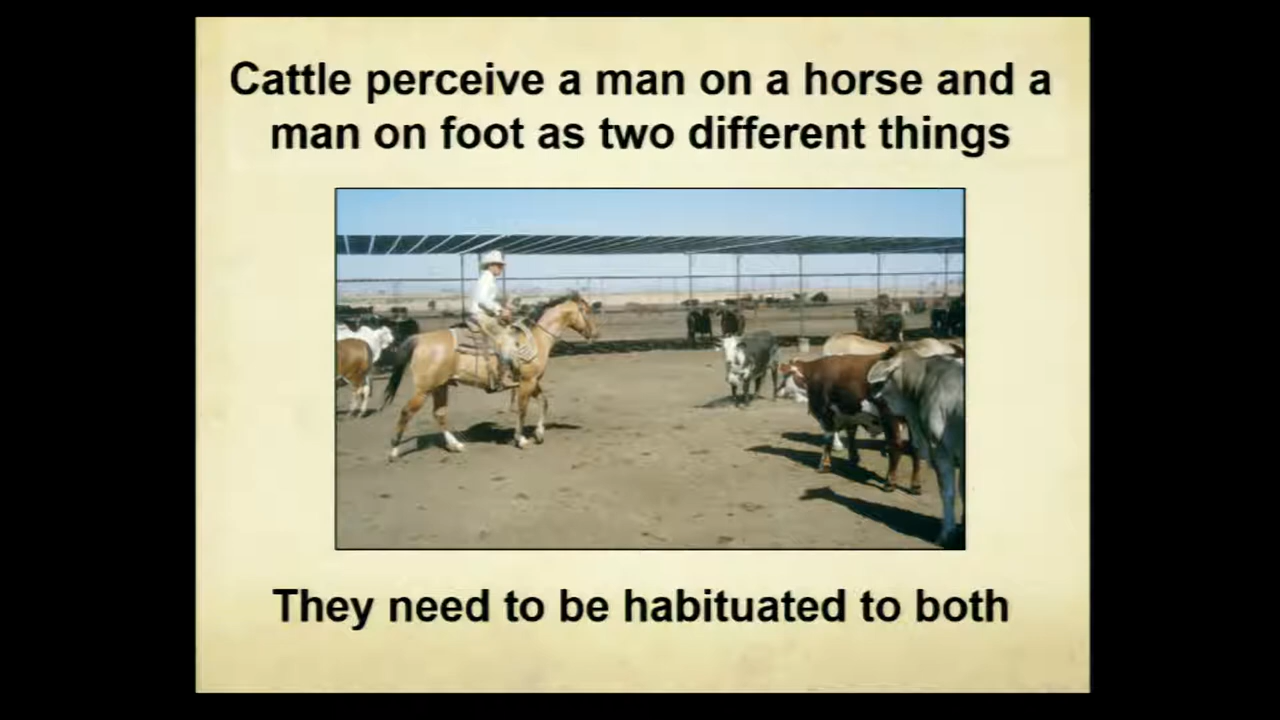 Cattle perceive a man on a horse and a
man on foot as two different things
They need to be habituated to both